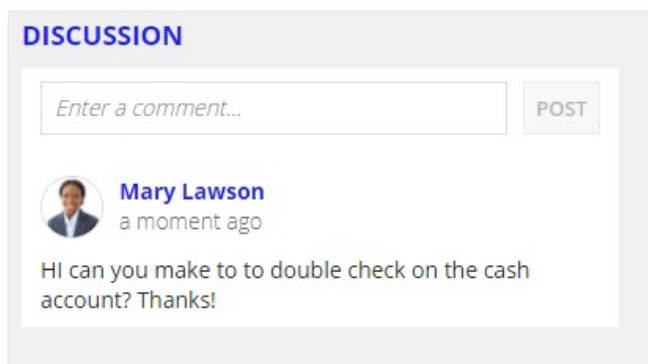 DISCUSSION
Enter a comment...
POST
Mary Lawson
a moment ago
HI can you make to to double check on the cash
account? Thanks!